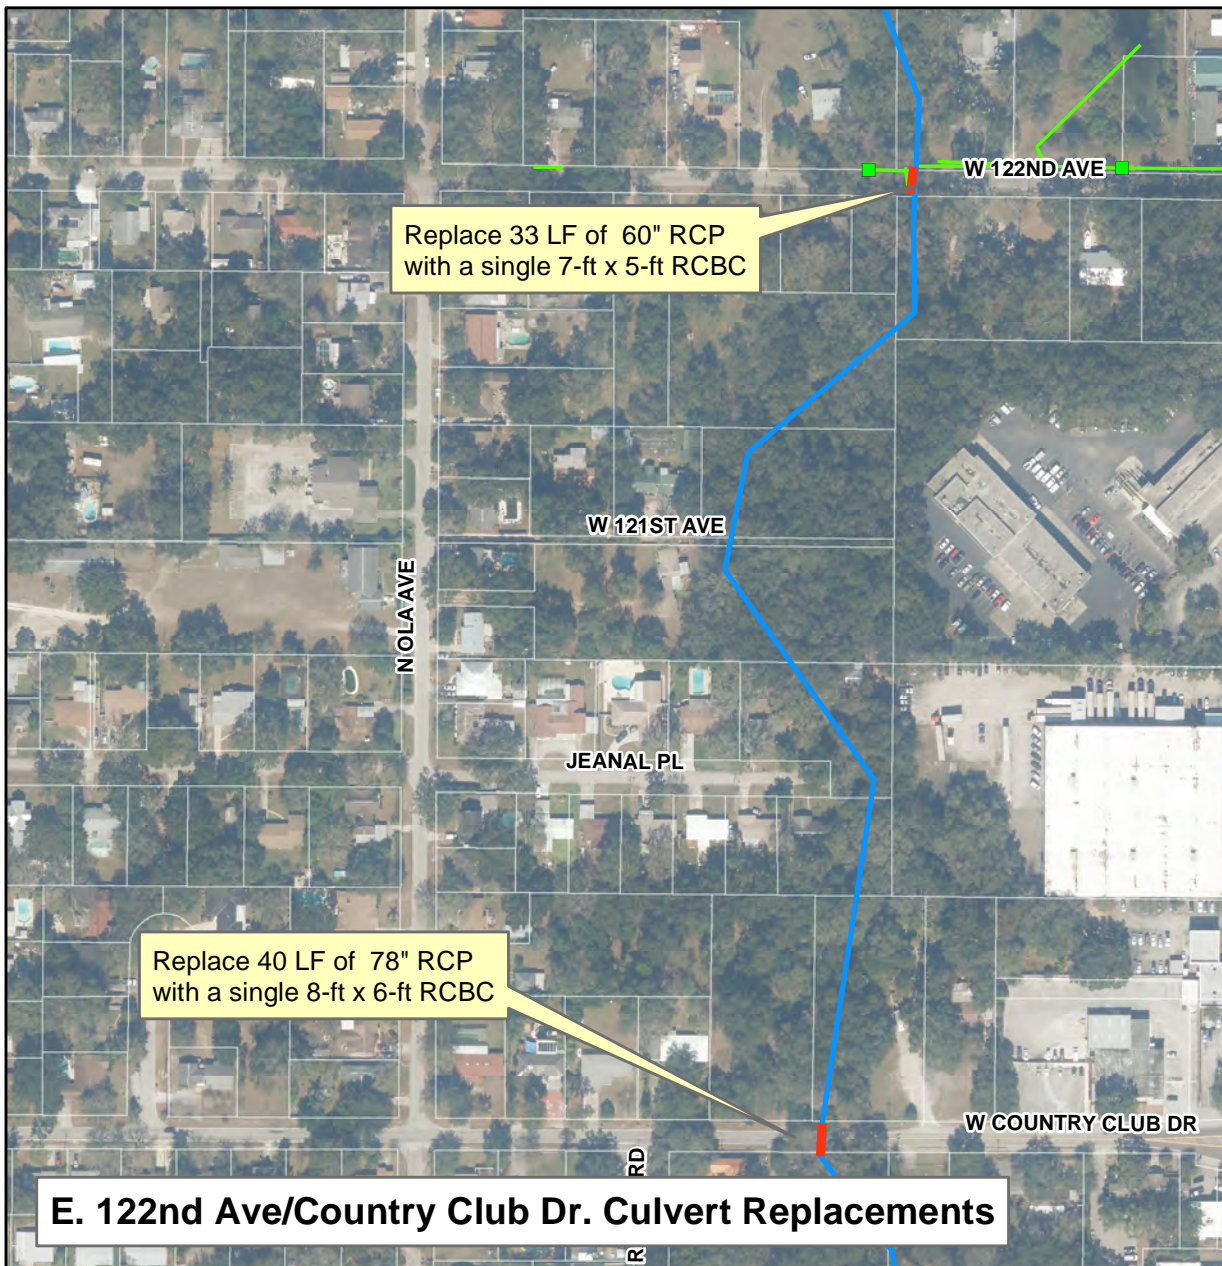 W 122ND AVE
Replace 33 LF of 60" RCP
with a single 7-ft x 5-ft RCBC
W 121ST AVE
N OLA AVE
JEANAL PL
Replace 40 LF of 78" RCP
with a single 8-ft x 6-ft RCBC
W COUNTRY CLUB DR
RD
E. 122nd Ave/Country Club Dr. Culvert Replacements
R